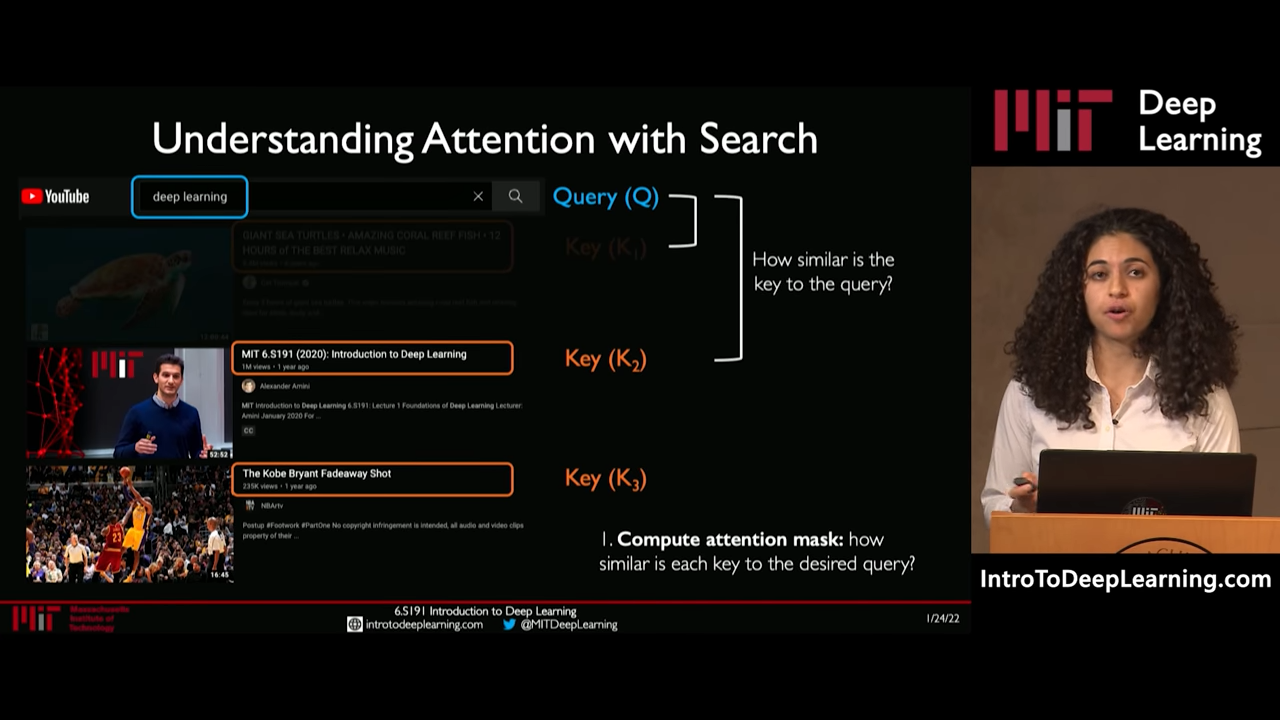 Understanding Attention with Search
YouTube
deep learning
Query (Q)
GIANT SEA TURTLES • AMAZING CORAL REEF FISH • 12
HOURS of THE BEST RELAX MUSIC
Key (K1)
How similar is the
key to the query?
MIT 6.S191 (2020): Introduction to Deep Learning
1M views • 1 year ago
Key (K2)
Alexander Amini
MIT Introduction to Deep Learning 6.S191: Lecture 1 Foundations of Deep Learning Lecturer:
Amini January 2020 For ...
CC
52:52
The Kobe Bryant Fadeaway Shot
235K views • 1 year ago
Key (K3)
NBArtv
Postup #Footwork #PartOne No copyright infringement is intended, all audio and video clips
property of their ...
23
16:45
1. Compute attention mask: how
similar is each key to the desired query?
MIT
Massachusetts
Institute of
Technology
6.S191 Introduction to Deep Learning
introtodeeplearning.com
@MITDeepLearning
1/24/22
MIT
Deep
Learning
IntroToDeepLearning.com